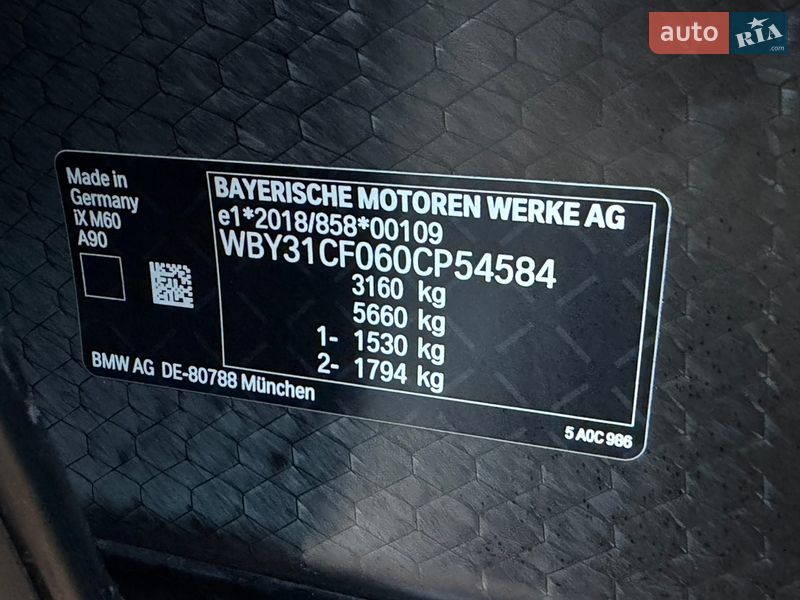 auto RIA.com
Made in
Germany
iX M60
A90
BAYERISCHE MOTOREN WERKE AG
e1*2018/858*00109
WBY31CF060CP54584
3160 kg
5660 kg
1- 1530 kg
2- 1794 kg
BMW AG DE-80788 München
5 A0C 986